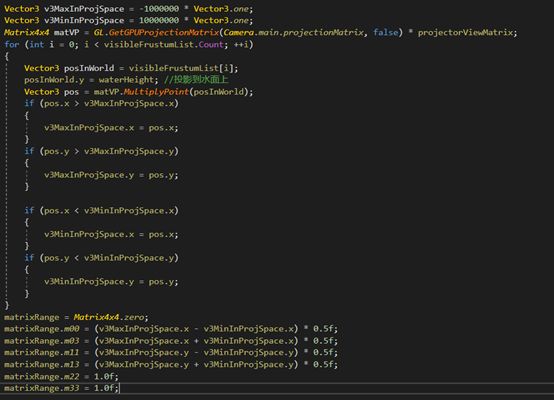 Vector3 v3MaxInProjSpace = -1000000 * Vector3.one;
Vector3 v3MinInProjSpace = 10000000 * Vector3.one;
Matrix4x4 matVP = GL.GetGPUProjectionMatrix(Camera.main.projectionMatrix, false) * projectorViewMatrix;
for (int i = 0; i < visibleFrustumList.Count; ++i)
{
Vector3 posInWorld = visibleFrustumList[i];
posInWorld.y = waterHeight; //投影到水面上
Vector3 pos = matVP.MultiplyPoint(posInWorld);
if (pos.x > v3MaxInProjSpace.x)
{
v3MaxInProjSpace.x = pos.x;
}
if (pos.y > v3MaxInProjSpace.y)
{
v3MaxInProjSpace.y = pos.y;
}
if (pos.x < v3MinInProjSpace.x)
{
v3MinInProjSpace.x = pos.x;
}
if (pos.y < v3MinInProjSpace.y)
{
v3MinInProjSpace.y = pos.y;
}
}
matrixRange = Matrix4x4.zero;
matrixRange.m00 = (v3MaxInProjSpace.x - v3MinInProjSpace.x) * 0.5f;
matrixRange.m03 = (v3MaxInProjSpace.x + v3MinInProjSpace.x) * 0.5f;
matrixRange.m11 = (v3MaxInProjSpace.y - v3MinInProjSpace.y) * 0.5f;
matrixRange.m13 = (v3MaxInProjSpace.y + v3MinInProjSpace.y) * 0.5f;
matrixRange.m22 = 1.0f;
matrixRange.m33 = 1.0f;